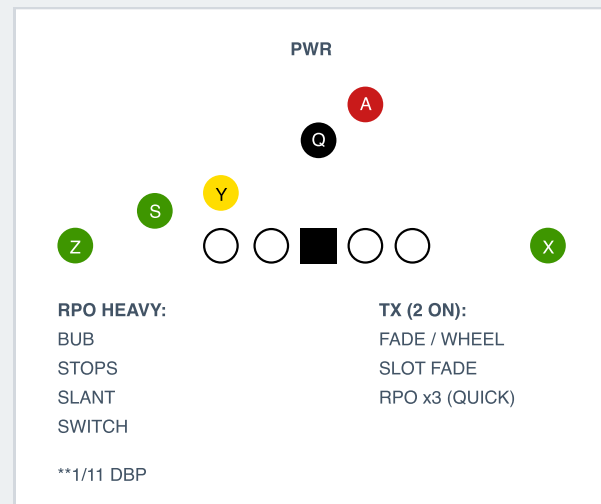 PWR
A
Q
Y
S
Z
X
RPO HEAVY:
BUB
STOPS
SLANT
SWITCH
**1/11 DBP
TX (2 ON):
FADE / WHEEL
SLOT FADE
RPO x3 (QUICK)